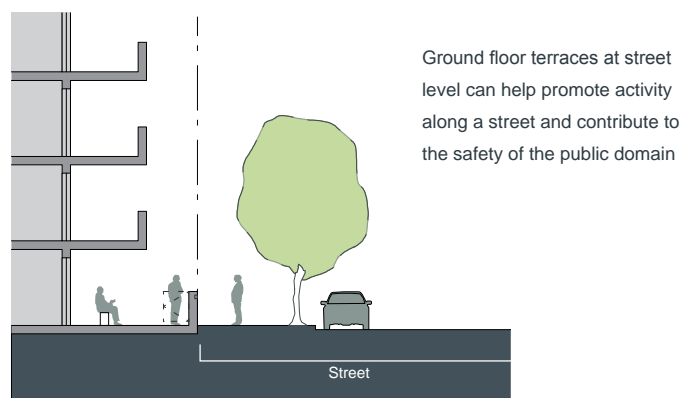 Ground floor terraces at street
level can help promote activity
along a street and contribute to
the safety of the public domain
Street